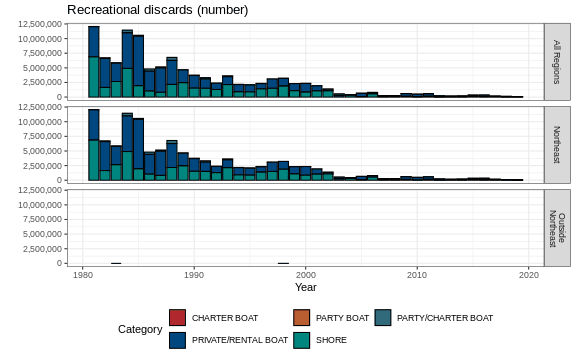 Recreational discards (number)
12,500,000
10,000,000
7,500,000
5,000,000
2,500,000
0
All Regions
12,500,000
10,000,000
7,500,000
5,000,000
2,500,000
0
Northeast
12,500,000
10,000,000
7,500,000
5,000,000
2,500,000
0
Outside
Northeast
1980 1990 2000 2010 2020
Year
Category
CHARTER BOAT PARTY BOAT PARTY/CHARTER BOAT
PRIVATE/RENTAL BOAT SHORE